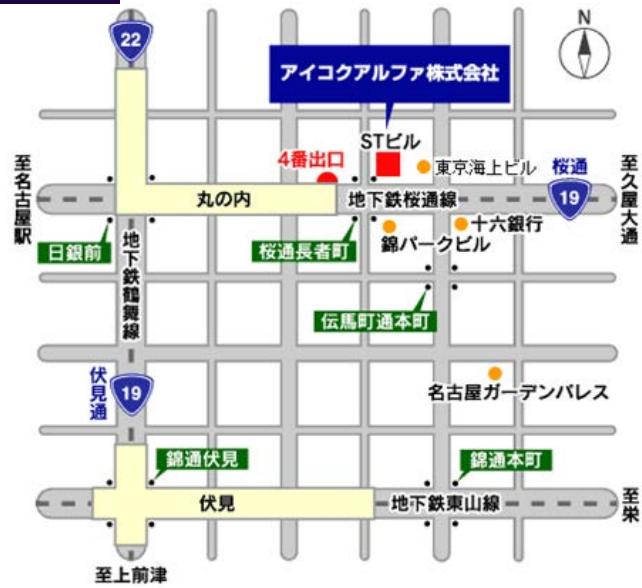 22
N
アイコクアルファ株式会社
STビル
4番出口
東京海上ビル
至名古屋駅
丸の内
地下鉄桜通線
桜通
19
至久屋大通
日銀前
地下鉄鶴舞線
桜通長者町
錦パークビル
十六銀行
伝馬町通本町
伏見通
19
名古屋ガーデンパレス
錦通伏見
錦通本町
伏見
地下鉄東山線
至栄
至上前津